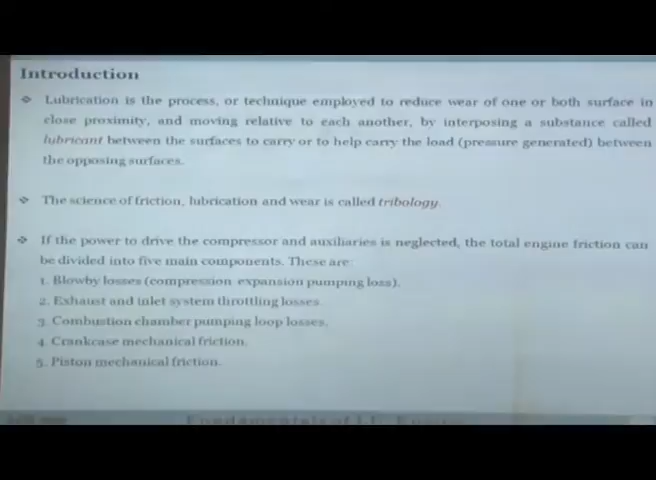 Introduction
❖ Lubrication is the process, or technique employed to reduce wear of one or both surface in
close proximity, and moving relative to each another, by interposing a substance called
lubricant between the surfaces to carry or to help carry the load (pressure generated) between
the opposing surfaces.
❖ The science of friction, lubrication and wear is called tribology.
❖ If the power to drive the compressor and auxiliaries is neglected, the total engine friction can
be divided into five main components. These are
1. Blowby losses (compression expansion pumping loss).
2. Exhaust and inlet system throttling losses.
3. Combustion chamber pumping loop losses.
4. Crankcase mechanical friction.
5. Piston mechanical friction.
Fundamentals of I.C. Engine